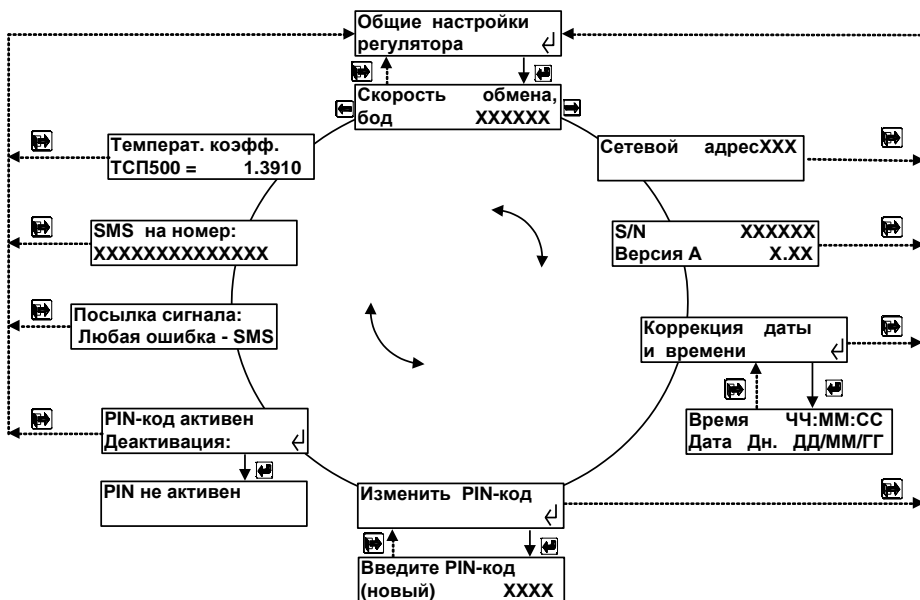 Общие настройки
регулятора
Скорость обмена,
бод XXXXXX
Температ. коэфф.
ТСП500 = 1.3910
Сетевой адресXXX
SMS на номер:
XXXXXXXXXXXXXX
S/N XXXXXX
Версия А X.XX
Посылка сигнала:
Любая ошибка - SMS
Коррекция даты
и времени
Время ЧЧ:ММ:СС
Дата Дн. ДД/ММ/ГГ
PIN-код активен
Деактивация:
PIN не активен
Изменить PIN-код
Введите PIN-код
(новый) XXXX